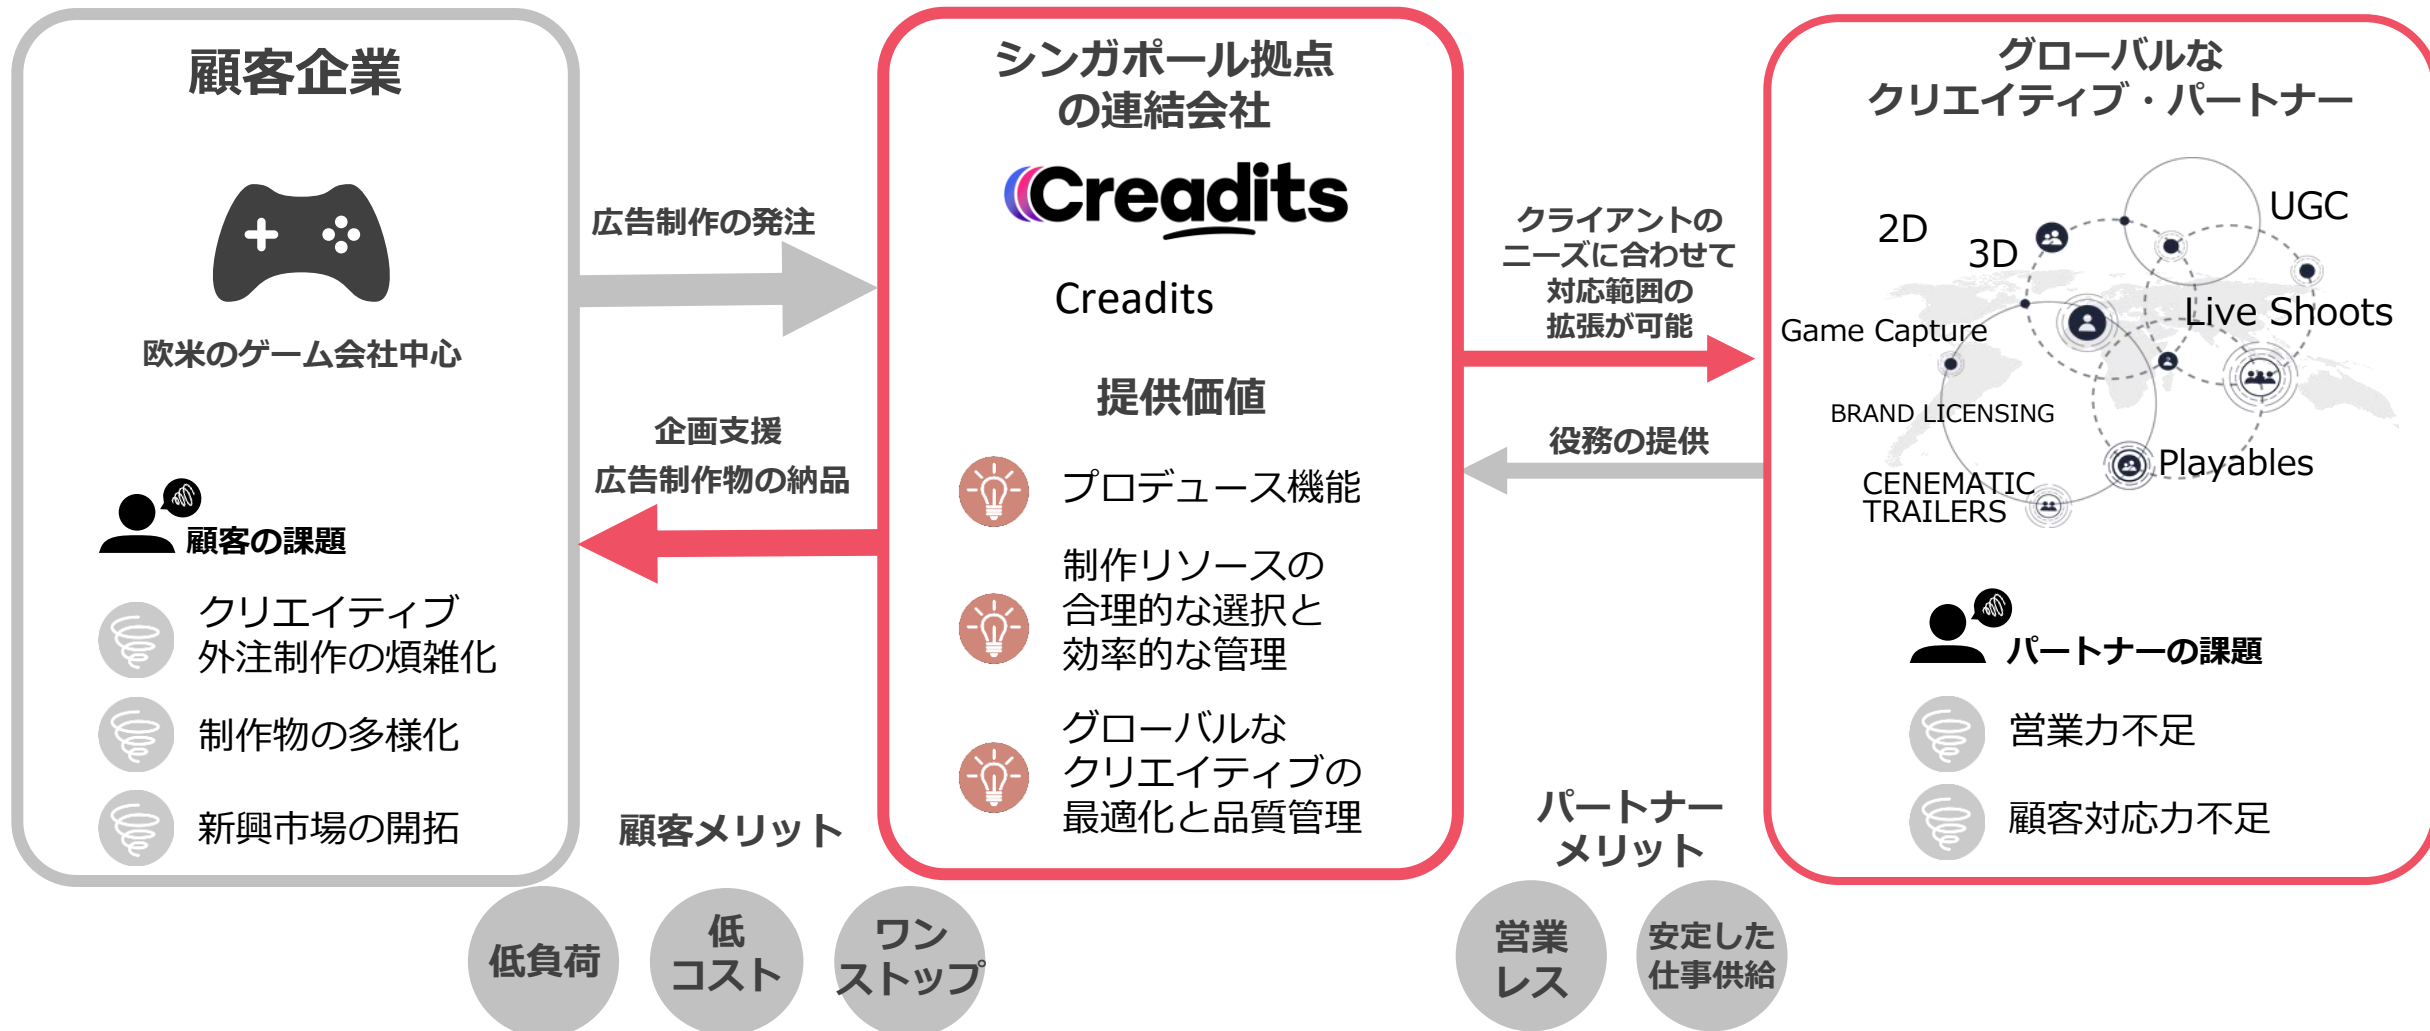 顧客企業
欧米のゲーム会社中心
顧客の課題
クリエイティブ
外注制作の煩雑化
制作物の多様化
新興市場の開拓
広告制作の発注
企画支援
広告制作物の納品
顧客メリット
低負荷
低
コスト
ワン
ストップ
シンガポール拠点
の連結会社
Creadits
Creadits
提供価値
プロデュース機能
制作リソースの
合理的な選択と
効率的な管理
グローバルな
クリエイティブの
最適化と品質管理
クライアントの
ニーズに合わせて
対応範囲の
拡張が可能
役務の提供
パートナー
メリット
営業
レス
安定した
仕事供給
グローバルな
クリエイティブ・パートナー
UGC
2D
3D
Live Shoots
Game Capture
BRAND LICENSING
Playables
CENEMATIC
TRAILERS
パートナーの課題
営業力不足
顧客対応力不足